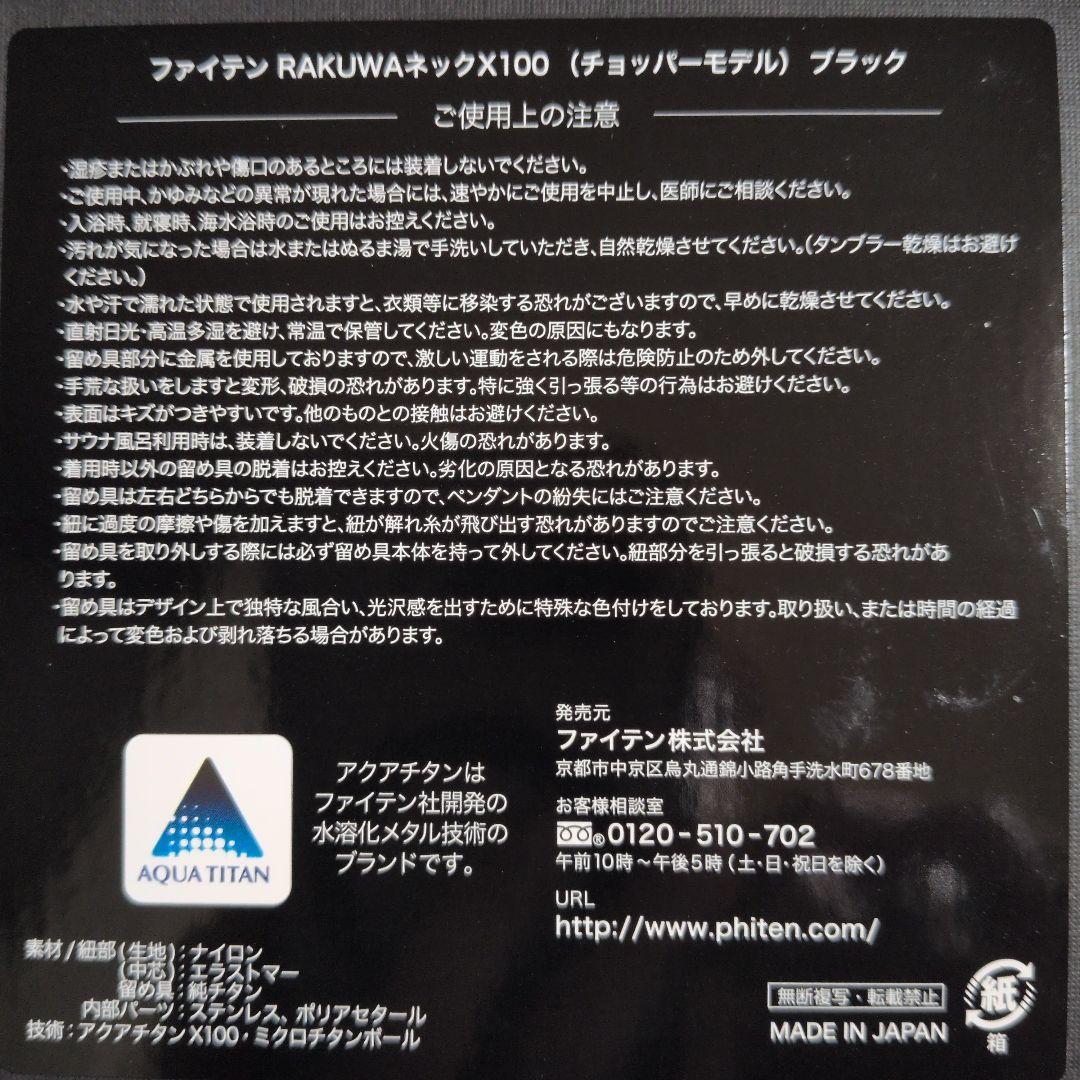 ファイテン RAKUWAネックX100 (チョッパーモデル) ブラック
ご使用上の注意
・湿疹またはかぶれや傷口のあるところには装着しないでください。
・ご使用中、かゆみなどの異常が現れた場合には、速やかにご使用を中止し、医師にご相談ください。
・入浴時、就寝時、海水浴時のご使用はお控えください。
・汚れが気になった場合は水またはぬるま湯で手洗いしていただき、自然乾燥させてください。(タンブラー乾燥はお避け
ください。)
・水や汗で濡れた状態で使用されますと、衣類等に移染する恐れがございますので、早めに乾燥させてください。
・直射日光・高温多湿を避け、常温で保管してください。変色の原因にもなります。
・留め具部分に金属を使用しておりますので、激しい運動をされる際は危険防止のため外してください。
・手荒な扱いをしますと変形、破損の恐れがあります。特に強く引っ張る等の行為はお避けください。
・表面はキズがつきやすいです。他のものとの接触はお避けください。
・サウナ風呂利用時は、装着しないでください。火傷の恐れがあります。
・着用時以外の留め具の脱着はお控えください。劣化の原因となる恐れがあります。
・留め具は左右どちらからでも脱着できますので、ペンダントの紛失にはご注意ください。
・紐に過度の摩擦や傷を加えますと、紐が解れ糸が飛び出す恐れがありますのでご注意ください。
・留め具を取り外しする際には必ず留め具本体を持って外してください。紐部分を引っ張ると破損する恐れがあ
ります。
・留め具はデザイン上で独特な風合い、光沢感を出すために特殊な色付けをしております。取り扱い、または時間の経過
によって変色および剥れ落ちる場合があります。
AQUA TITAN
アクアチタンは
ファイテン社開発の
水溶化メタル技術の
ブランドです。
発売元
ファイテン株式会社
京都市中京区烏丸通錦小路角手洗水町678番地
お客様相談室
®0120-510-702
午前10時～午後5時(土・日・祝日を除く)
URL
http://www.phiten.com/
素材/紐部(生地):ナイロン
(中芯):エラストマー
留め具:純チタン
内部パーツ:ステンレス、ポリアセタール
技術:アクアチタンX100・ミクロチタンボール
無断複写・転載禁止
MADE IN JAPAN
紙
箱